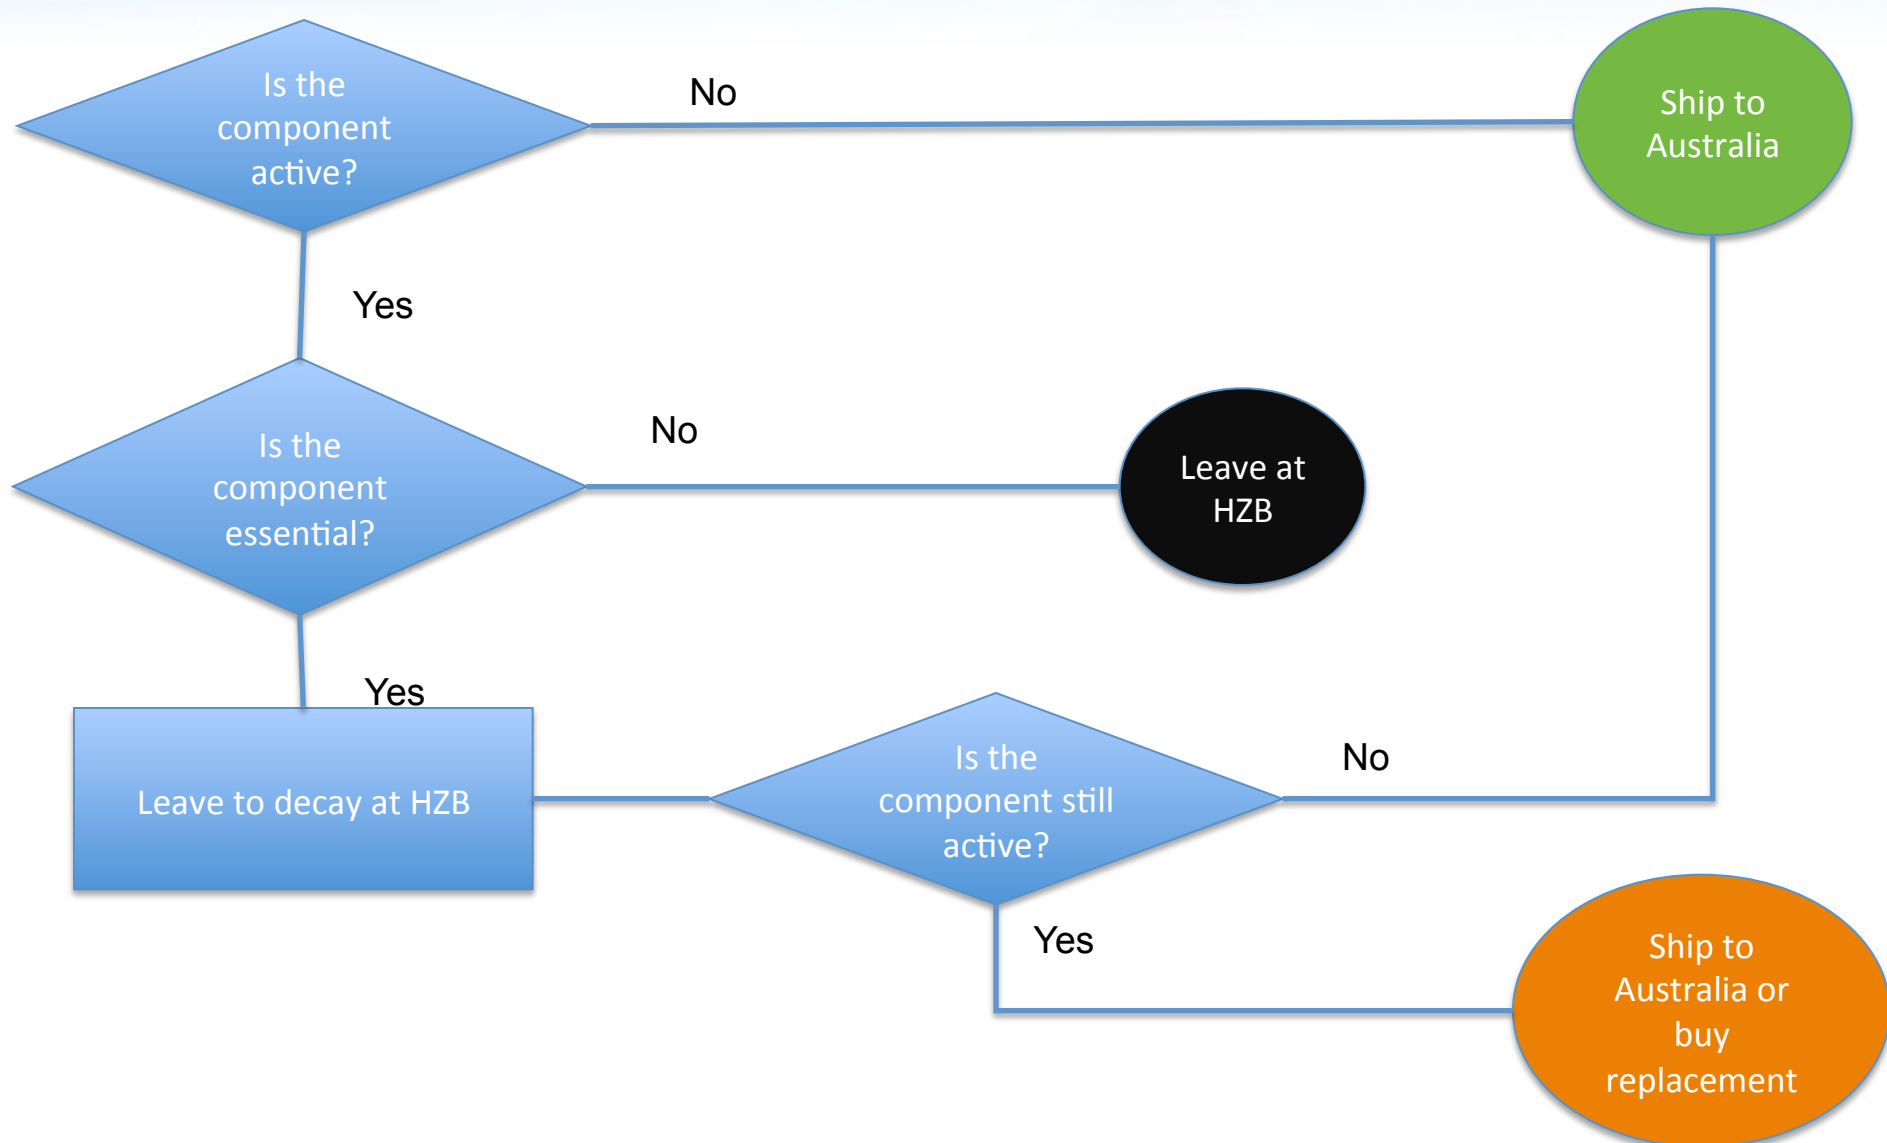 Is the
component
active?
No
Ship to
Australia
Yes
Is the
component
essential?
No
Leave at
HZB
Yes
Leave to decay at HZB
Is the
component still
active?
No
Yes
Ship to
Australia or
buy
replacement